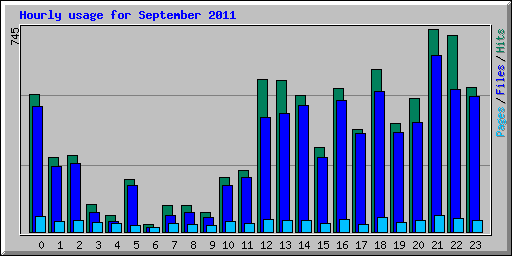 Hourly usage for September 2011
745
Pages / Files / Hits
0 1 2 3 4 5 6 7 8 9 10 11 12 13 14 15 16 17 18 19 20 21 22 23